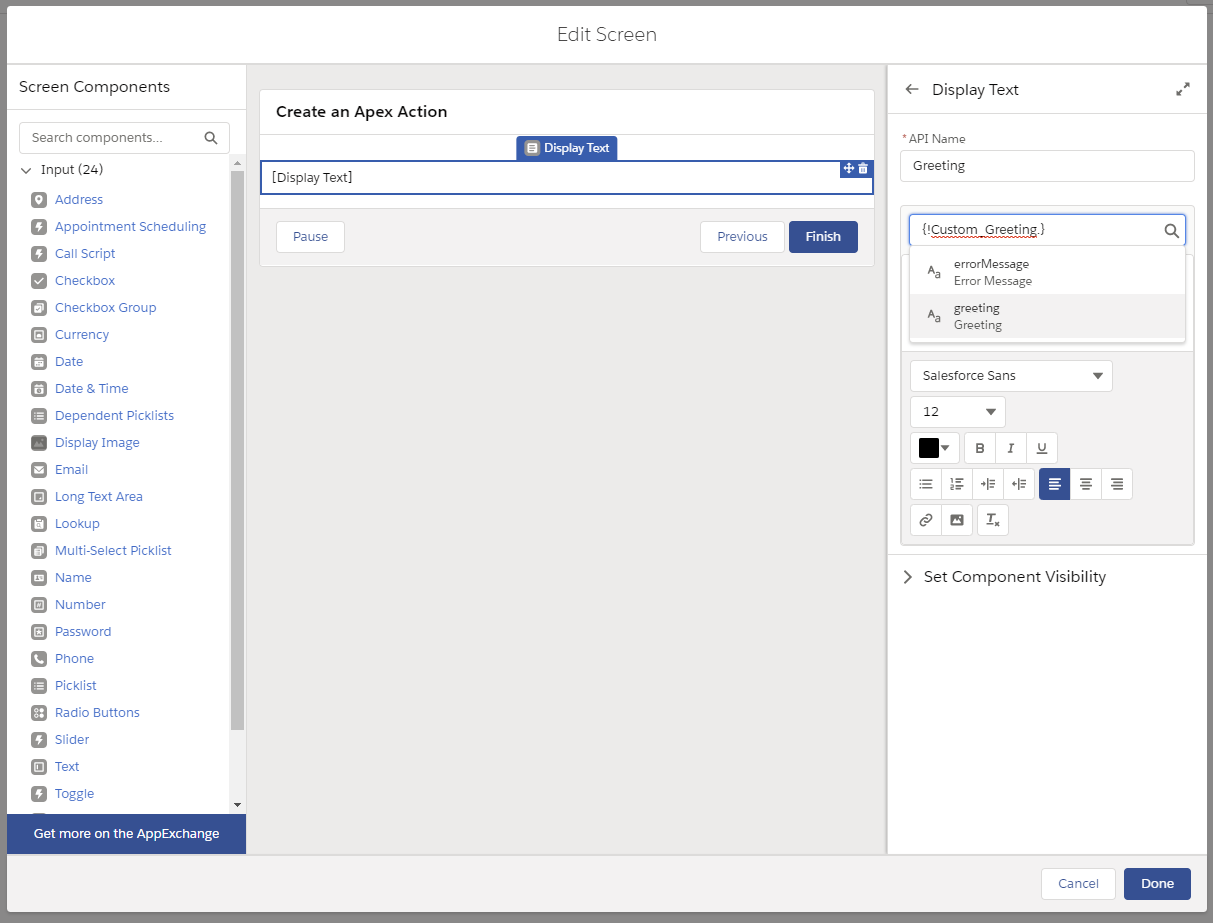 Edit Screen
Screen Components
Search components...
Input (24)
Address
Appointment Scheduling
Call Script
Checkbox
Checkbox Group
Currency
Date
Date & Time
Dependent Picklists
Display Image
Email
Long Text Area
Lookup
Multi-Select Picklist
Name
Number
Password
Phone
Picklist
Radio Buttons
Slider
Text
Toggle
Get more on the AppExchange
Create an Apex Action
Display Text
[Display Text]
Pause
Previous
Finish
Display Text
*API Name
Greeting
{!Custom_Greeting.}
Aa
errorMessage
Error Message
Aa
greeting
Greeting
Salesforce Sans
12
B I U
Set Component Visibility
Cancel
Done